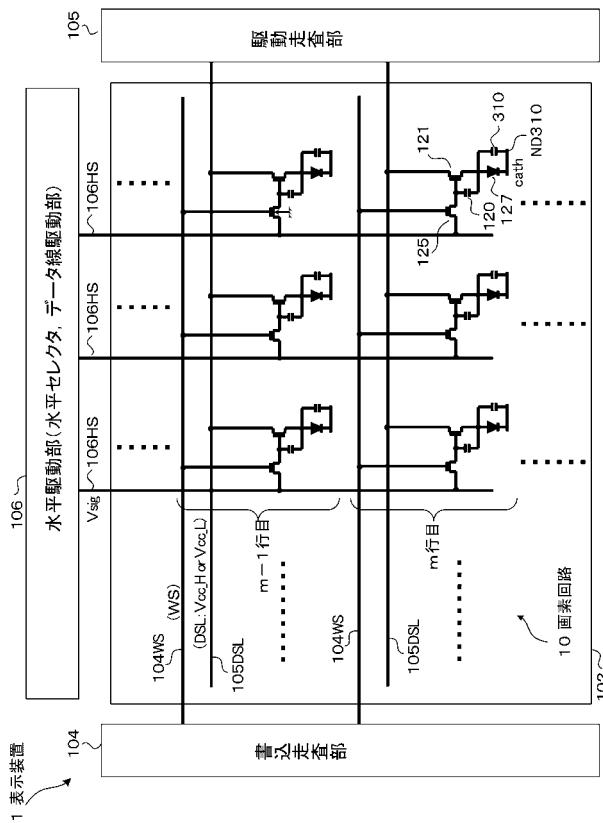 1 表示装置
106
水平駆動部(水平セレクタ, データ線駆動部)
104
書込走査部
105
駆動走査部
Vsig
106HS
106HS
106HS
104WS
(WS)
(DSL: Vcc_H or Vcc_L)
105DSL
m－1行目
104WS
105DSL
m行目
125
121
120
127
310
cath
ND310
10 画素回路
103